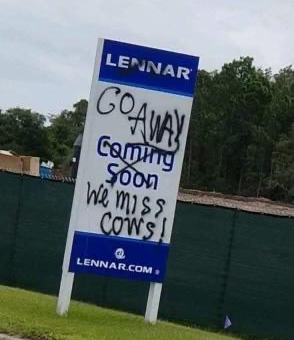 LENNAR
GO
AWAY
Coming
Soon
We MISS
COWS!
LENNAR.COM